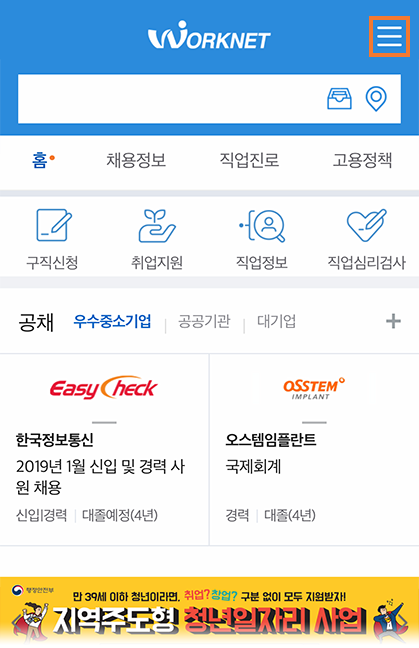 WORKNET
홈 채용정보 직업진로 고용정책
구직신청 취업지원 직업정보 직업심리검사
공채 우수중소기업 | 공공기관 | 대기업 +
Easy Check
한국정보통신
2019년 1월 신입 및 경력 사
원 채용
신입|경력 | 대졸예정(4년)
OSSTEM
IMPLANT
오스템임플란트
국제회계
경력 | 대졸(4년)
행정안전부
만 39세 이하 청년이라면, 취업? 창업? 구분 없이 모두 지원받자!
지역주도형 청년일자리 사업